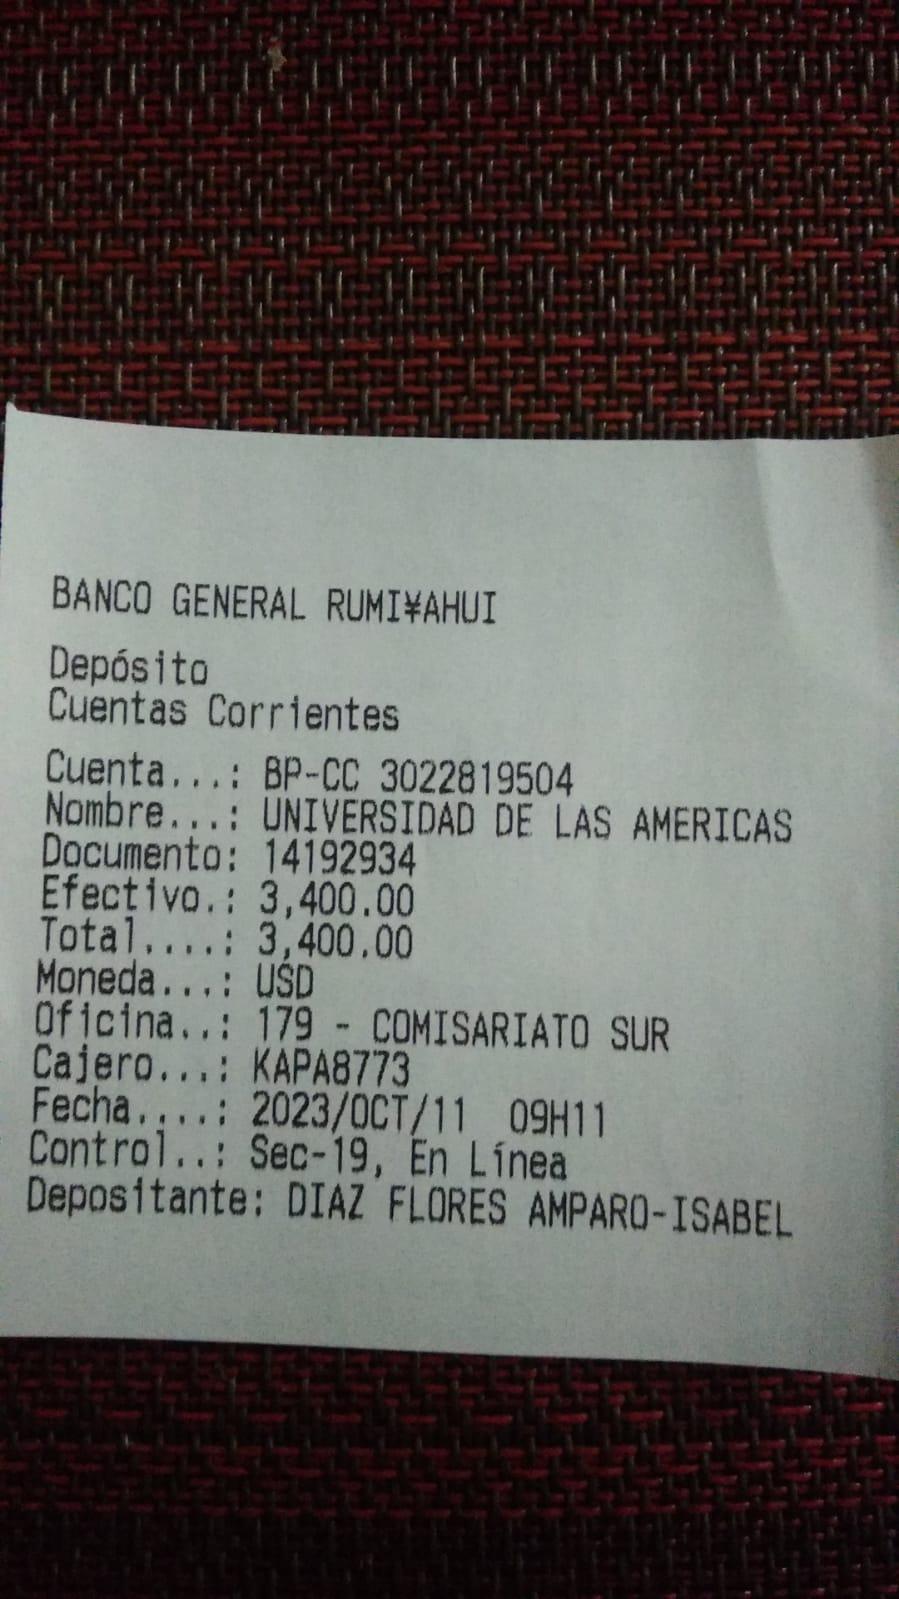 BANCO GENERAL RUMI¥AHUI
Depósito
Cuentas Corrientes
Cuenta...: BP-CC 3022819504
Nombre...: UNIVERSIDAD DE LAS AMERICAS
Documento: 14192934
Efectivo.: 3,400.00
Total....: 3,400.00
Moneda...: USD
Oficina..: 179 - COMISARIATO SUR
Cajero...: KAPA8773
Fecha....: 2023/OCT/11 09H11
Control..: Sec-19, En Línea
Depositante: DIAZ FLORES AMPARO-ISABEL